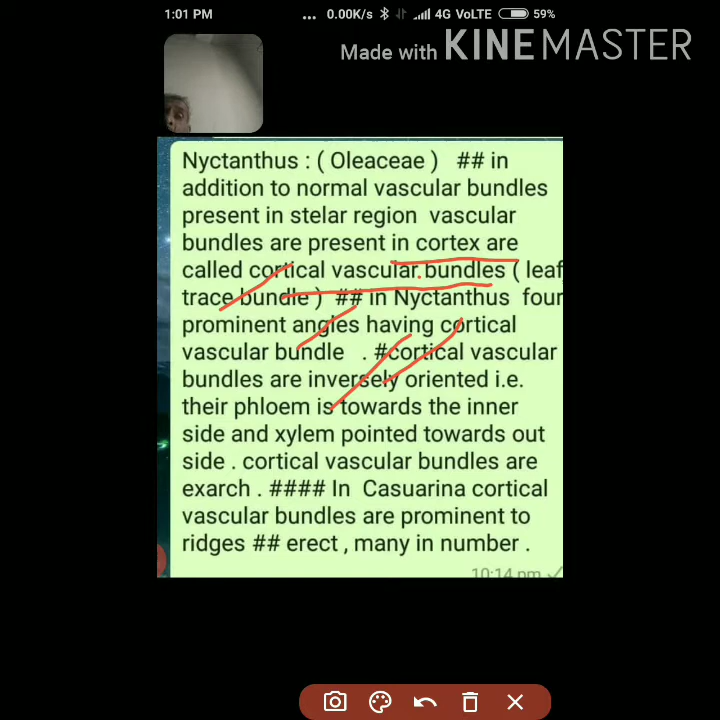 1:01 PM ... 0.00K/s 4G VoLTE 59%
Made with KINEMASTER
Nyctanthus : ( Oleaceae ) ## in
addition to normal vascular bundles
present in stelar region vascular
bundles are present in cortex are
called cortical vascular bundles ( leaf
trace bundle ) ## in Nyctanthus four
prominent angles having cortical
vascular bundle . #cortical vascular
bundles are inversely oriented i.e.
their phloem is towards the inner
side and xylem pointed towards out
side . cortical vascular bundles are
exarch . #### In Casuarina cortical
vascular bundles are prominent to
ridges ## erect , many in number .
10:14 pm